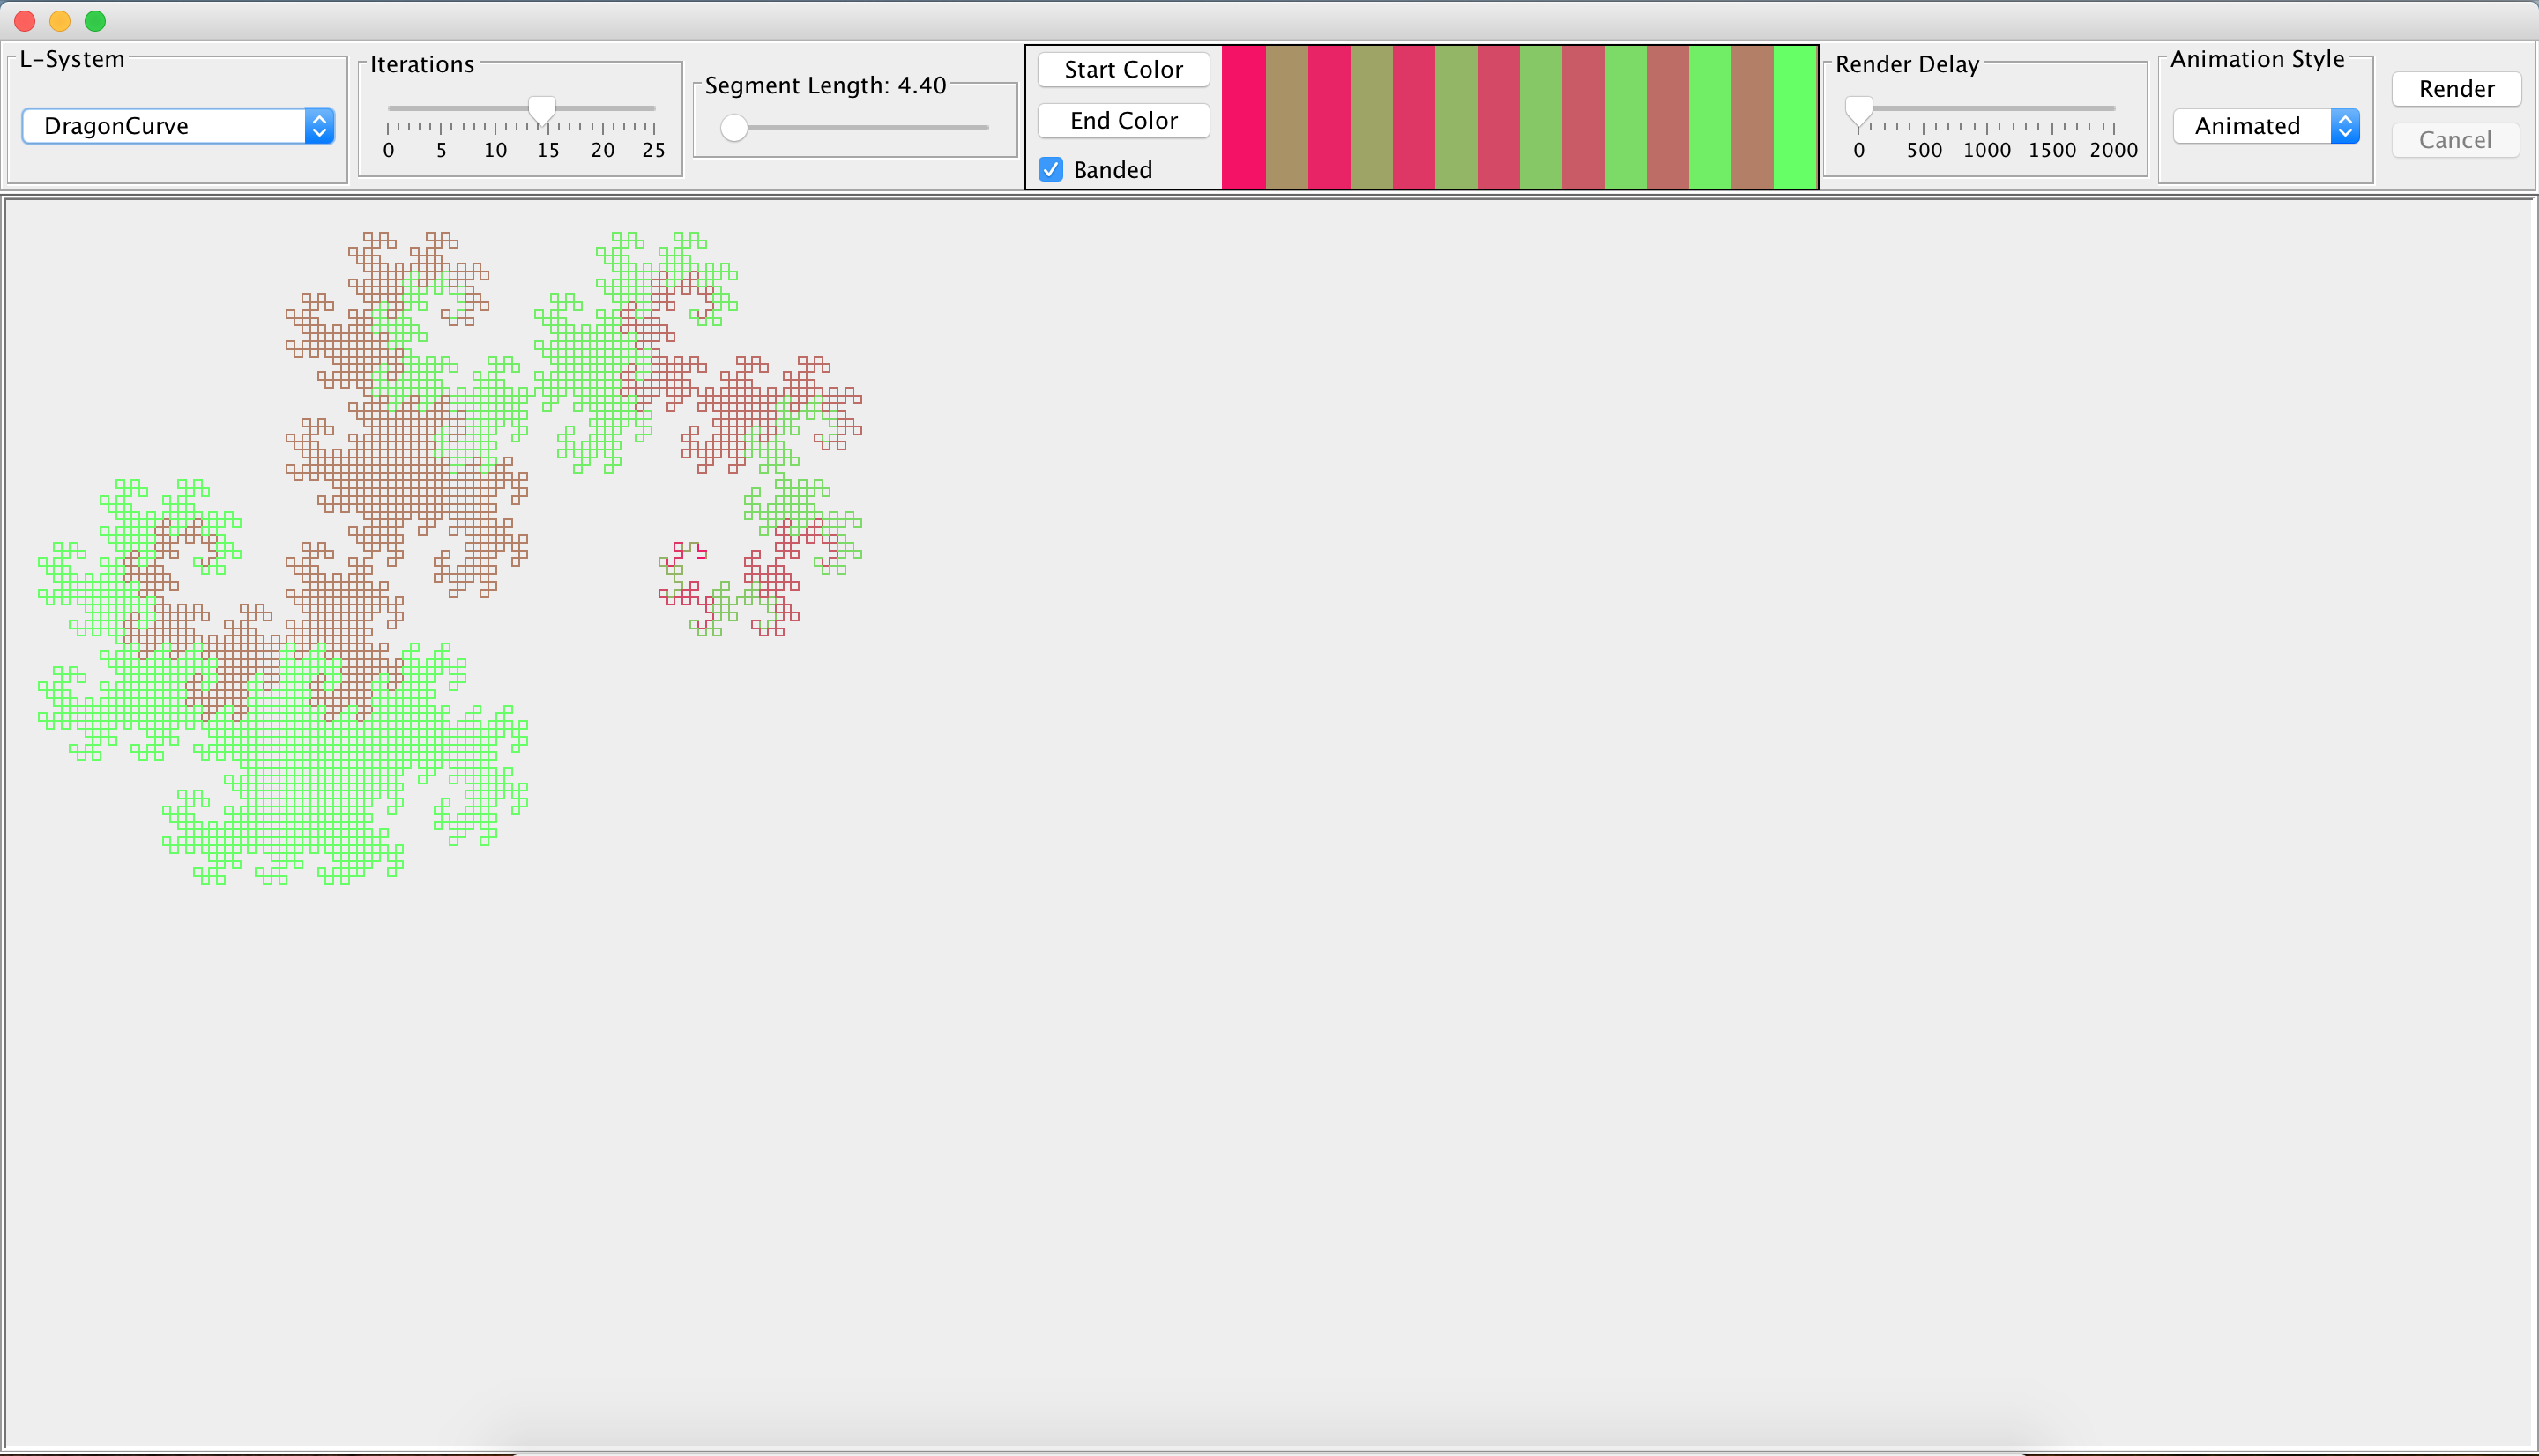 L-System
DragonCurve
Iterations
0 5 10 15 20 25
Segment Length: 4.40
Start Color
End Color
Banded
Render Delay
0 500 1000 1500 2000
Animation Style
Animated
Render
Cancel